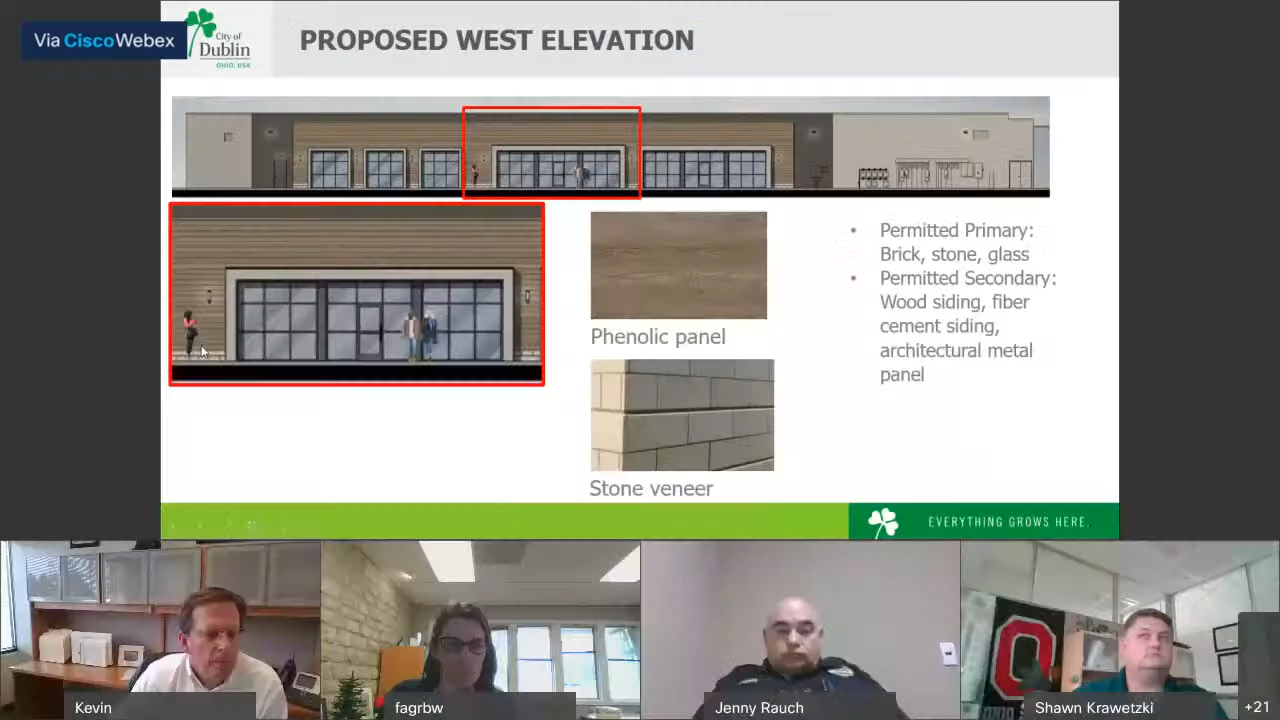 Via Cisco Webex
City of
Dublin
OHIO, USA
PROPOSED WEST ELEVATION
• Permitted Primary:
Brick, stone, glass
• Permitted Secondary:
Wood siding, fiber
cement siding,
architectural metal
panel
Phenolic panel
Stone veneer
EVERYTHING GROWS HERE.
O
Kevin
fagrbw
Jenny Rauch
Shawn Krawetzki
+21